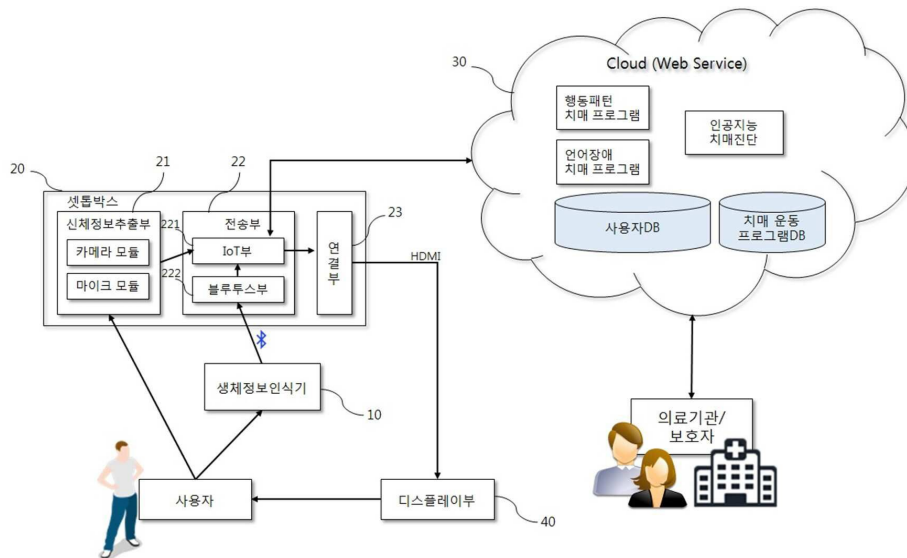 Cloud (Web Service)
30
행동패턴
치매 프로그램
인공지능
치매진단
언어장애
치매 프로그램
사용자DB
치매 운동
프로그램DB
20
21
22
23
셋톱박스
신체정보추출부
카메라 모듈
마이크 모듈
전송부
221
IoT부
222
블루투스부
연
결
부
HDMI
생체정보인식기
10
의료기관/
보호자
사용자
디스플레이부
40